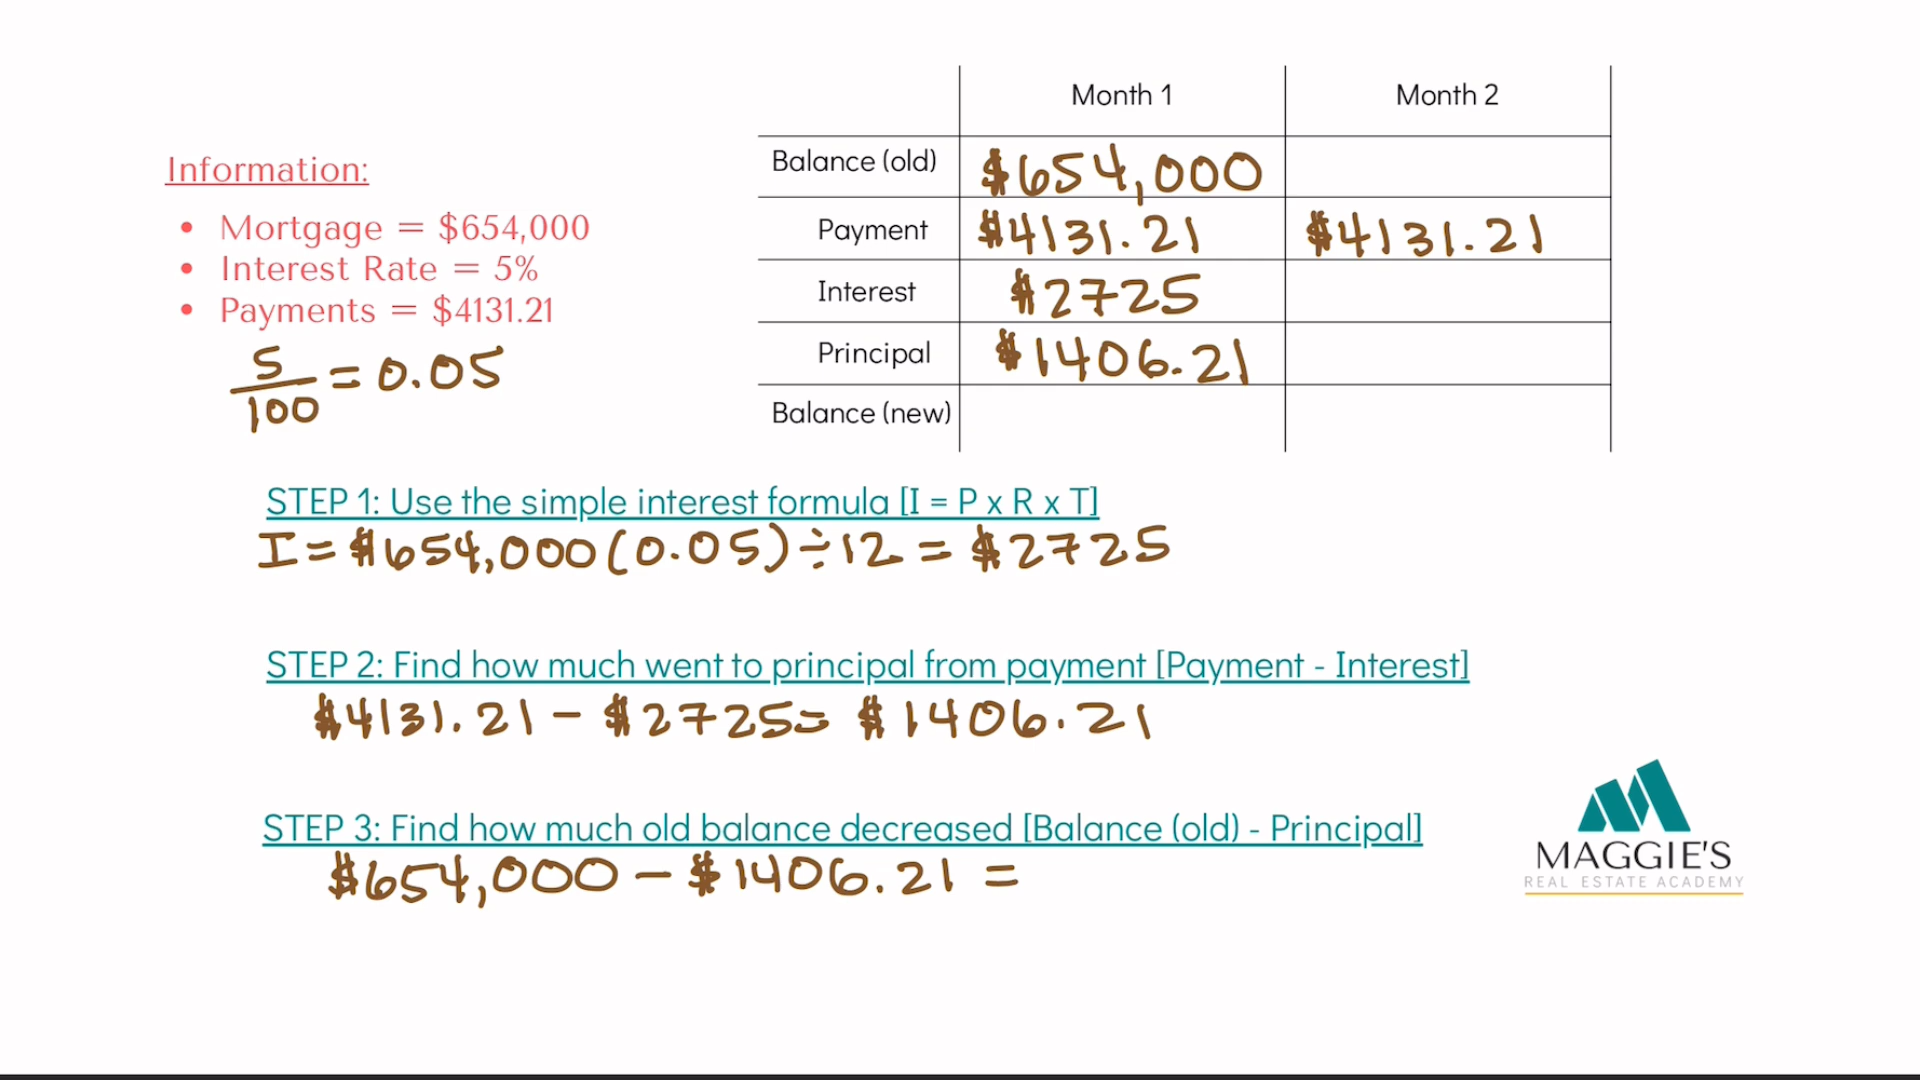 Information:
• Mortgage = $654,000
• Interest Rate = 5%
• Payments = $4131.21
5/100 = 0.05
Month 1 Month 2
Balance (old) $654,000
Payment $4131.21 $4131.21
Interest $2725
Principal $1406.21
Balance (new)
STEP 1: Use the simple interest formula [I = P x R x T]
I = $654,000(0.05) ÷ 12 = $2725
STEP 2: Find how much went to principal from payment [Payment - Interest]
$4131.21 - $2725 = $1406.21
STEP 3: Find how much old balance decreased [Balance (old) - Principal]
$654,000 - $1406.21 =
MAGGIE'S
REAL ESTATE ACADEMY